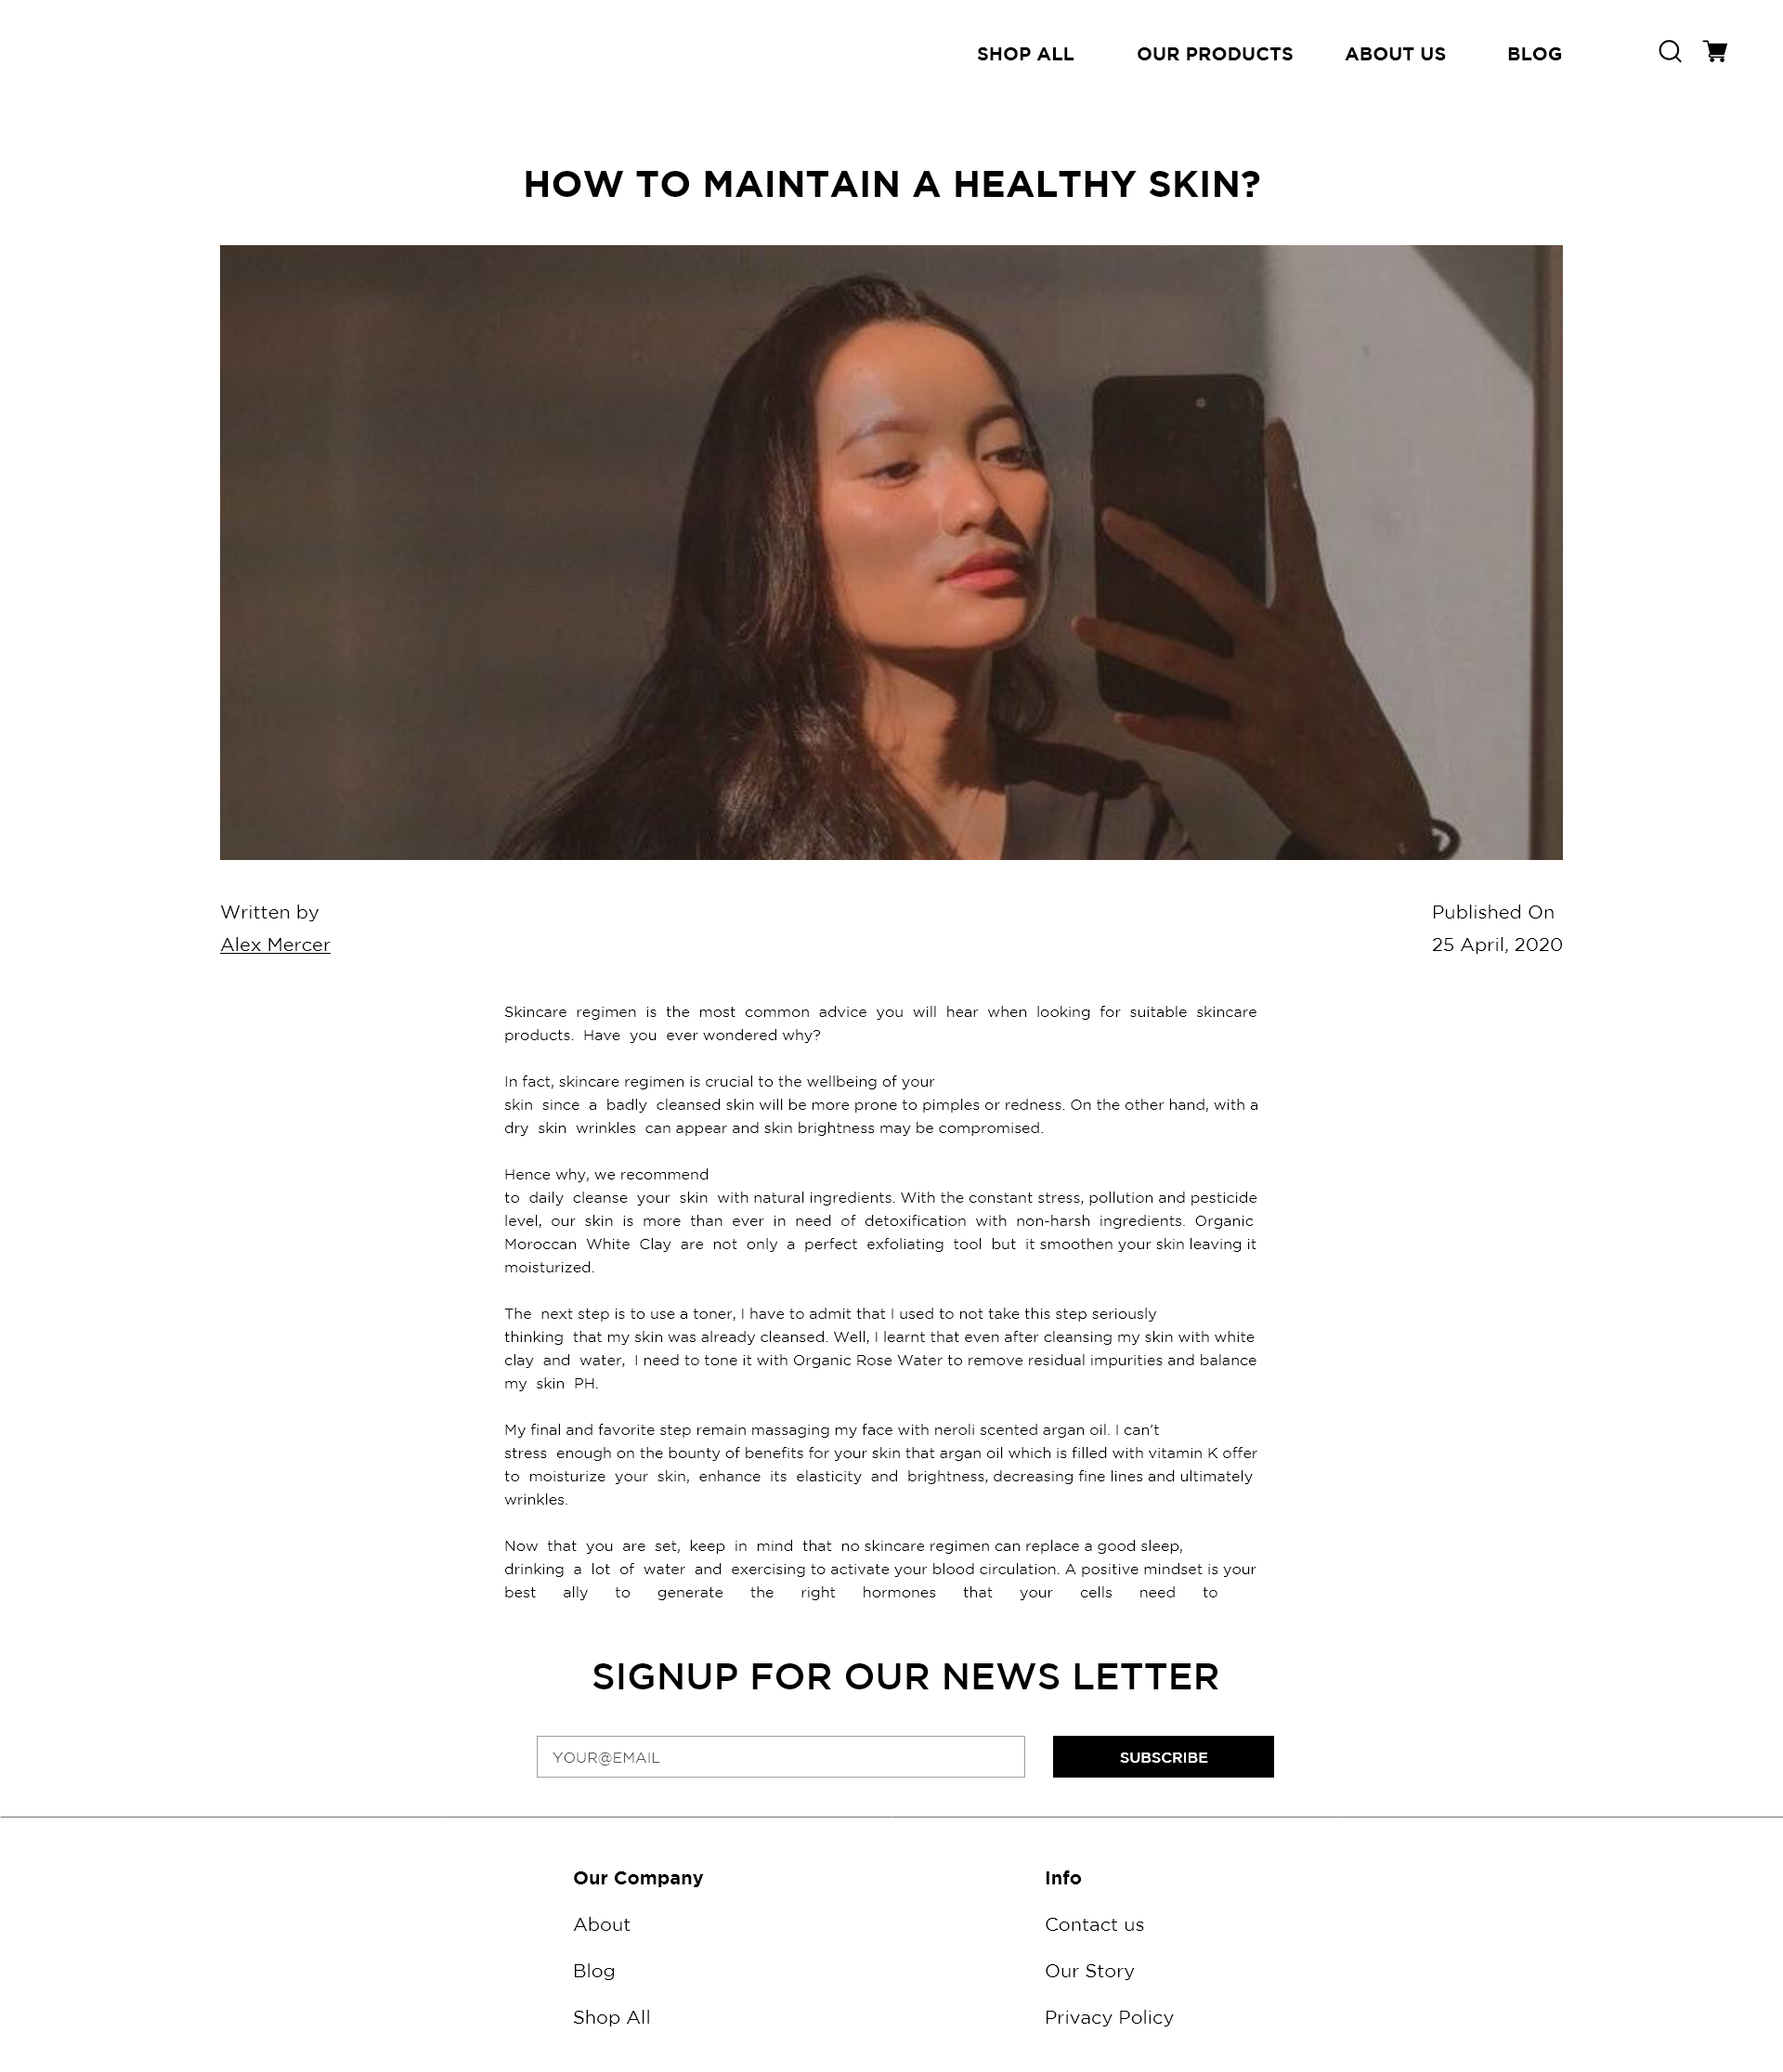 SHOP ALL OUR PRODUCTS ABOUT US BLOG
HOW TO MAINTAIN A HEALTHY SKIN?
Written by
Alex Mercer
Published On
25 April, 2020
Skincare regimen is the most common advice you will hear when looking for suitable skincare
products. Have you ever wondered why?
In fact, skincare regimen is crucial to the wellbeing of your
skin since a badly cleansed skin will be more prone to pimples or redness. On the other hand, with a
dry skin wrinkles can appear and skin brightness may be compromised.
Hence why, we recommend
to daily cleanse your skin with natural ingredients. With the constant stress, pollution and pesticide
level, our skin is more than ever in need of detoxification with non-harsh ingredients. Organic
Moroccan White Clay are not only a perfect exfoliating tool but it smoothen your skin leaving it
moisturized.
The next step is to use a toner, I have to admit that I used to not take this step seriously
thinking that my skin was already cleansed. Well, I learnt that even after cleansing my skin with white
clay and water, I need to tone it with Organic Rose Water to remove residual impurities and balance
my skin PH.
My final and favorite step remain massaging my face with neroli scented argan oil. I can't
stress enough on the bounty of benefits for your skin that argan oil which is filled with vitamin K offer
to moisturize your skin, enhance its elasticity and brightness, decreasing fine lines and ultimately
wrinkles.
Now that you are set, keep in mind that no skincare regimen can replace a good sleep,
drinking a lot of water and exercising to activate your blood circulation. A positive mindset is your
best ally to generate the right hormones that your cells need to
SIGNUP FOR OUR NEWS LETTER
YOUR@EMAIL
SUBSCRIBE
Our Company
About
Blog
Shop All
Info
Contact us
Our Story
Privacy Policy